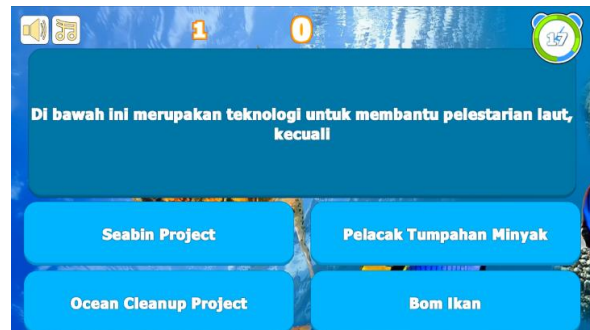 1 0
17
Di bawah ini merupakan teknologi untuk membantu pelestarian laut,
kecuali
Seabin Project
Pelacak Tumpahan Minyak
Ocean Cleanup Project
Bom Ikan